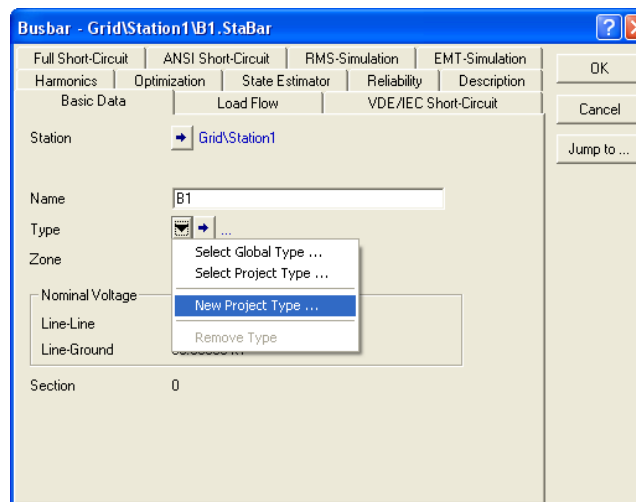 Busbar - Grid\Station1\B1.StaBar
Full Short-Circuit ANSI Short-Circuit RMS-Simulation EMT-Simulation
Harmonics Optimization State Estimator Reliability Description
Basic Data Load Flow VDE/IEC Short-Circuit
OK
Cancel
Jump to ...
Station Grid\Station1
Name B1
Type ...
Select Global Type ...
Select Project Type ...
New Project Type ...
Remove Type
Zone
Nominal Voltage
Line-Line
Line-Ground
Section 0